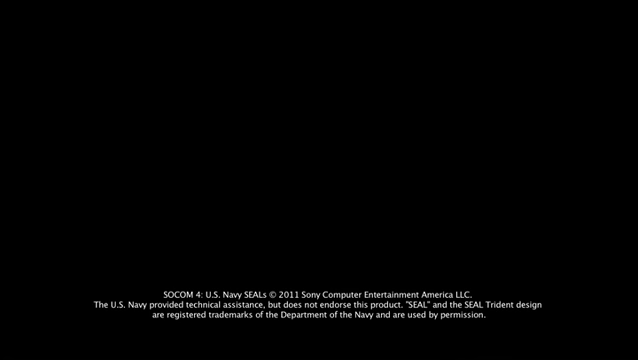 SOCOM 4: U.S. Navy SEALs © 2011 Sony Computer Entertainment America LLC.
The U.S. Navy provided technical assistance, but does not endorse this product. "SEAL" and the SEAL Trident design
are registered trademarks of the Department of the Navy and are used by permission.